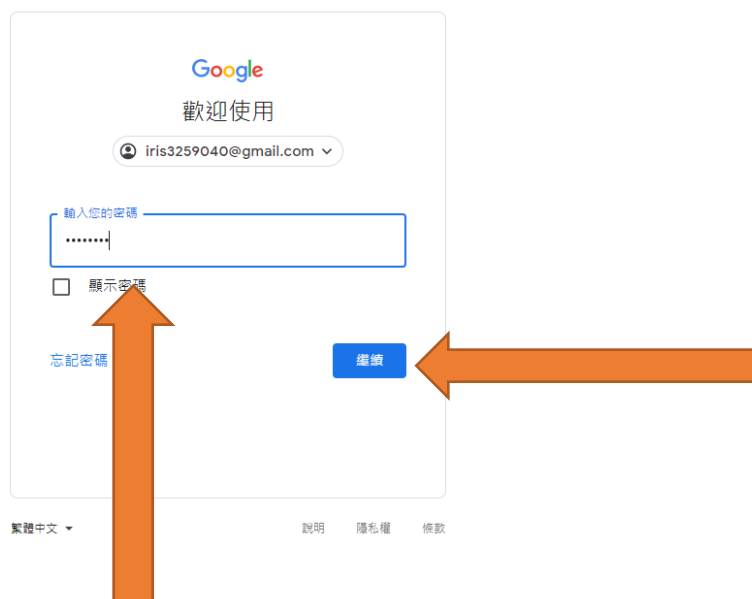 Google
歡迎使用
iris3259040@gmail.com
輸入您的密碼
••••••••
顯示密碼
忘記密碼
繼續
繁體中文
說明 隱私權 條款